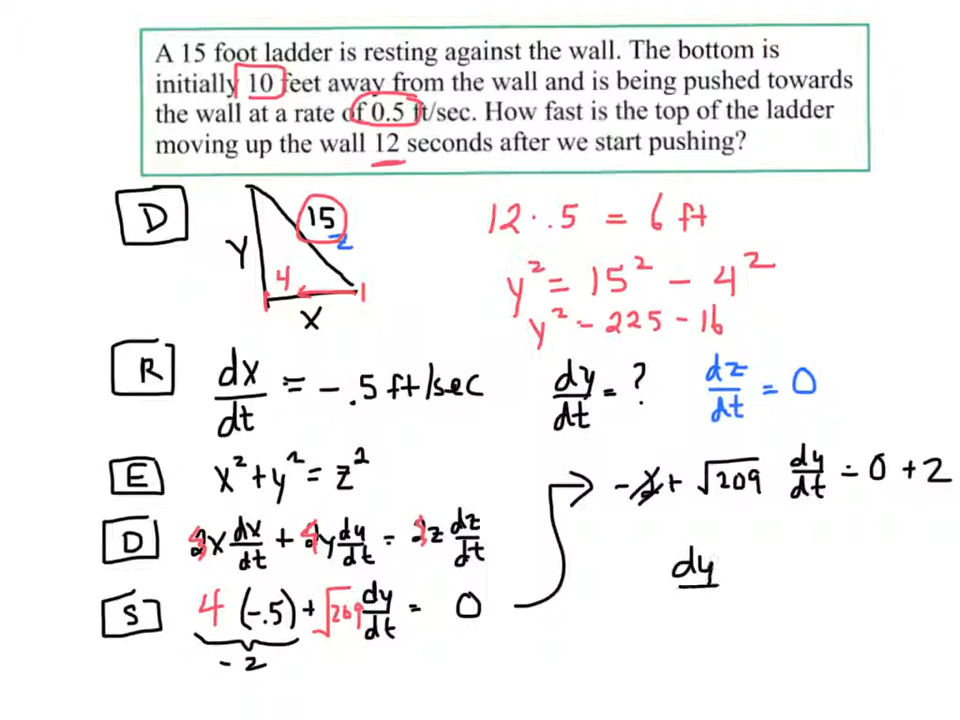 A 15 foot ladder is resting against the wall. The bottom is
initially 10 feet away from the wall and is being pushed towards
the wall at a rate of 0.5 ft/sec. How fast is the top of the ladder
moving up the wall 12 seconds after we start pushing?
D
y
15
z
4
x
12 · .5 = 6 ft
y² = 15² - 4²
y² - 225 - 16
R dx/dt = -.5 ft/sec dy/dt = ? dz/dt = 0
E x² + y² = z²
D 2x dx/dt + 2y dy/dt = 2z dz/dt
S 4 (-.5) + √209 dy/dt = 0
-2
-2 + √209 dy/dt = 0 + 2
dy